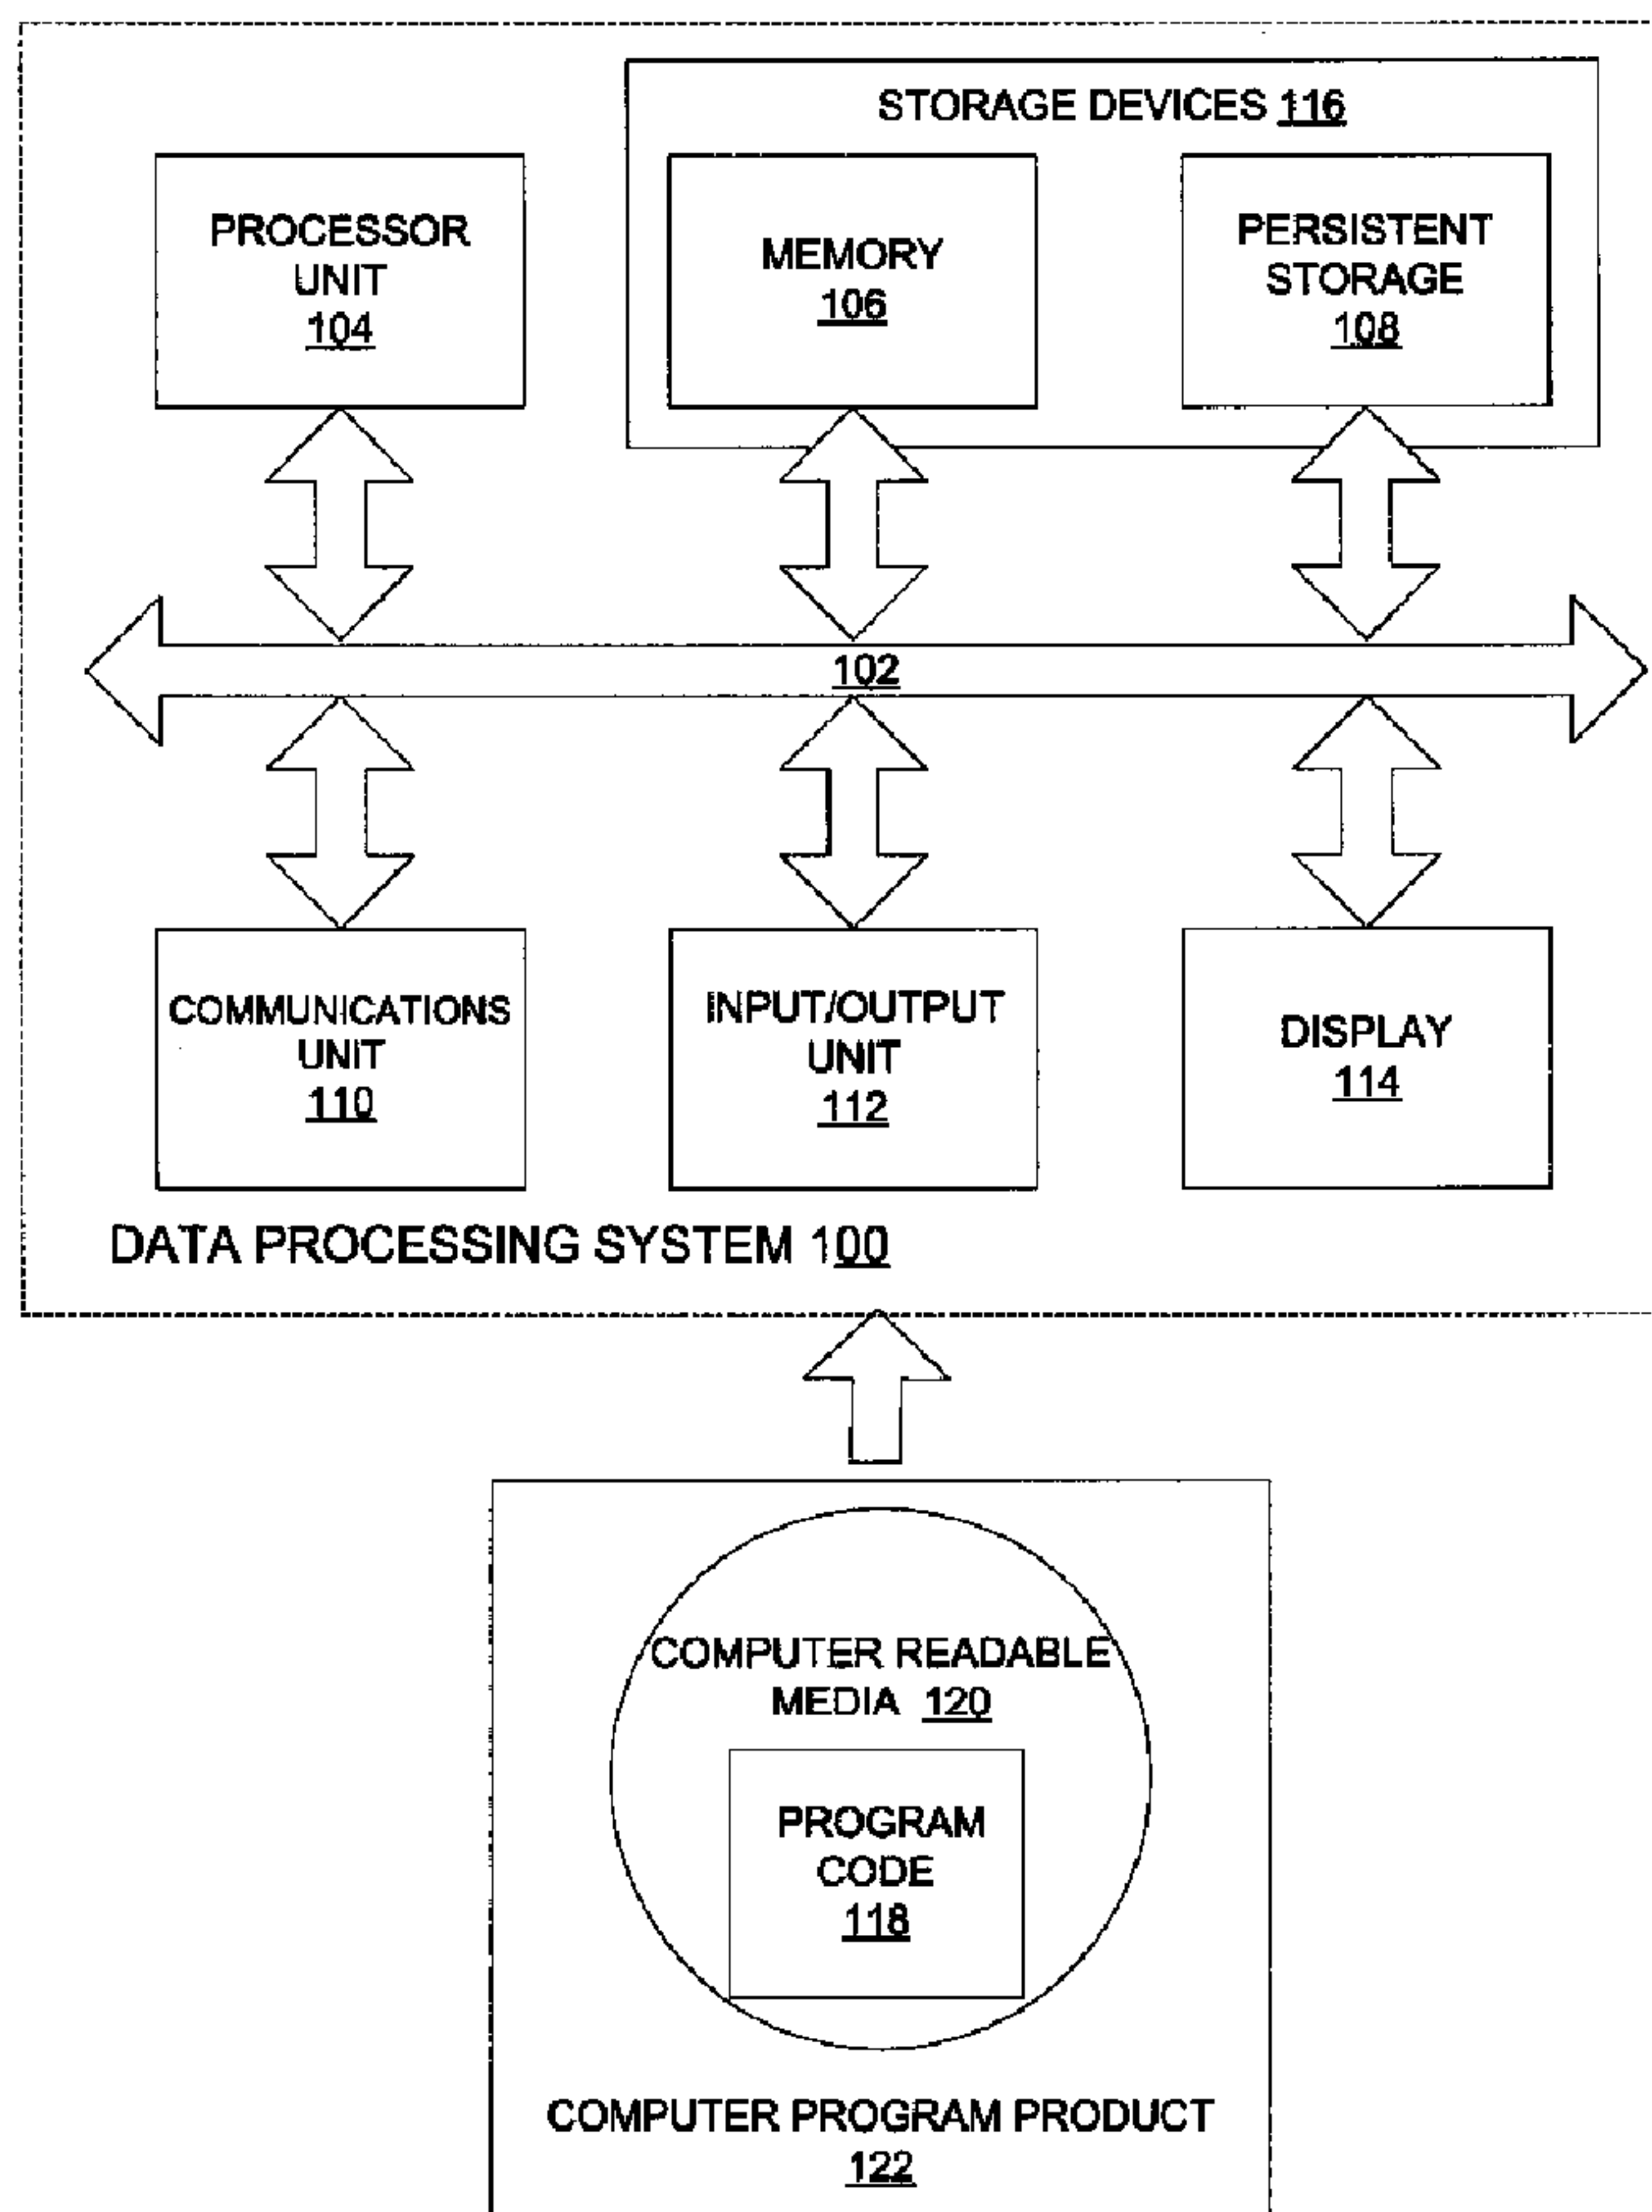 STORAGE DEVICES 116
PROCESSOR
UNIT
104
MEMORY
106
PERSISTENT
STORAGE
108
102
COMMUNICATIONS
UNIT
110
INPUT/OUTPUT
UNIT
112
DISPLAY
114
DATA PROCESSING SYSTEM 100
COMPUTER READABLE
MEDIA 120
PROGRAM
CODE
118
COMPUTER PROGRAM PRODUCT
122